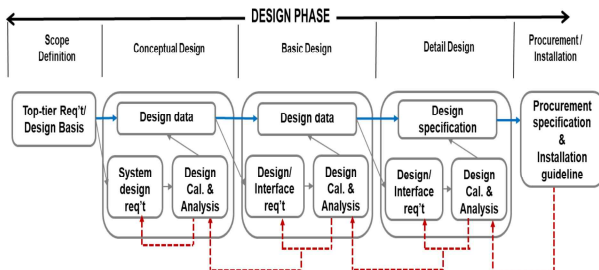 DESIGN PHASE
Scope
Definition
Conceptual Design
Basic Design
Detail Design
Procurement /
Installation
Top-tier Req't/
Design Basis
Design data
System
design
req't
Design
Cal. &
Analysis
Design data
Design/
Interface
req't
Design
Cal. &
Analysis
Design
specification
Design/
Interface
req't
Design
Cal. &
Analysis
Procurement
specification
&
Installation
guideline